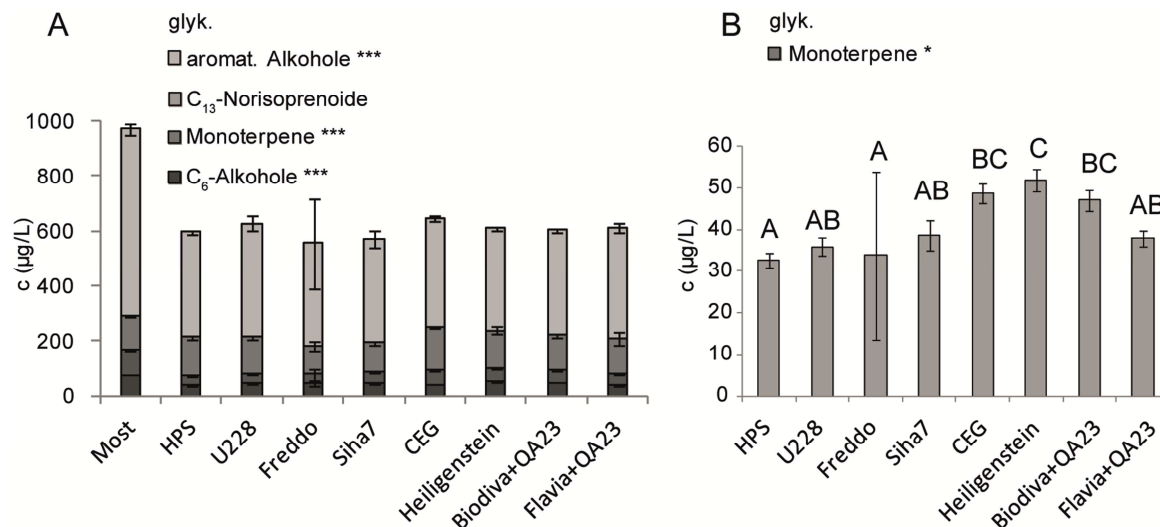 A
glyk.
aromat. Alkohole ***
C13-Norisoprenoide
Monoterpene ***
C6-Alkohole ***
c (µg/L)
1000
800
600
400
200
0
Most
HPS
U228
Freddo
Siha7
CEG
Heiligenstein
Biodiva+QA23
Flavia+QA23
B
glyk.
Monoterpene *
c (µg/L)
60
50
40
30
20
10
0
A
AB
A
AB
BC
C
BC
AB
HPS
U228
Freddo
Siha7
CEG
Heiligenstein
Biodiva+QA23
Flavia+QA23